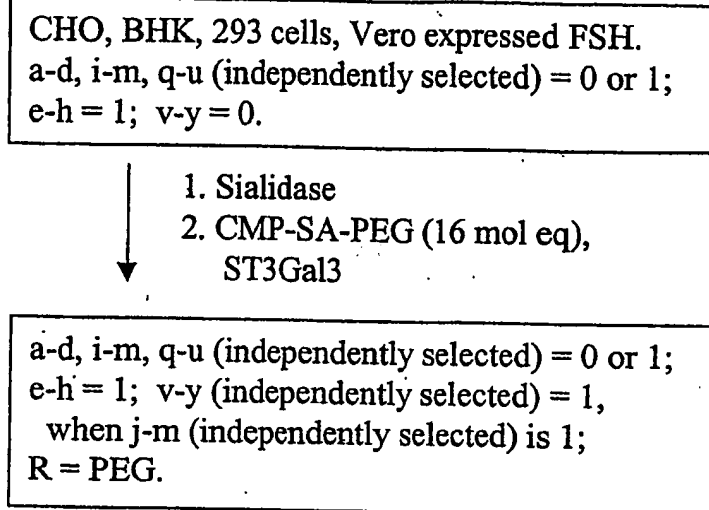 CHO, BHK, 293 cells, Vero expressed FSH.
a-d, i-m, q-u (independently selected) = 0 or 1;
e-h = 1; v-y = 0.
1. Sialidase
2. CMP-SA-PEG (16 mol eq),
ST3Gal3
a-d, i-m, q-u (independently selected) = 0 or 1;
e-h = 1; v-y (independently selected) = 1,
when j-m (independently selected) is 1;
R = PEG.